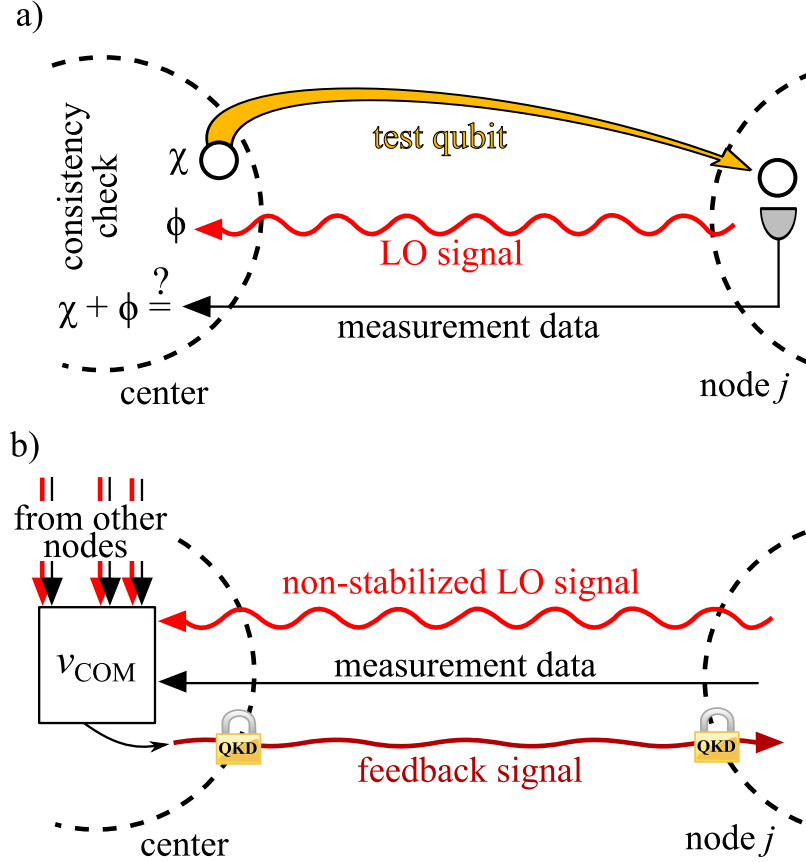 a)
consistency
check
χ
test qubit
ϕ
LO signal
χ + ϕ =
?
measurement data
center
node j
b)
from other
nodes
non-stabilized LO signal
νCOM
measurement data
QKD
QKD
feedback signal
center
node j